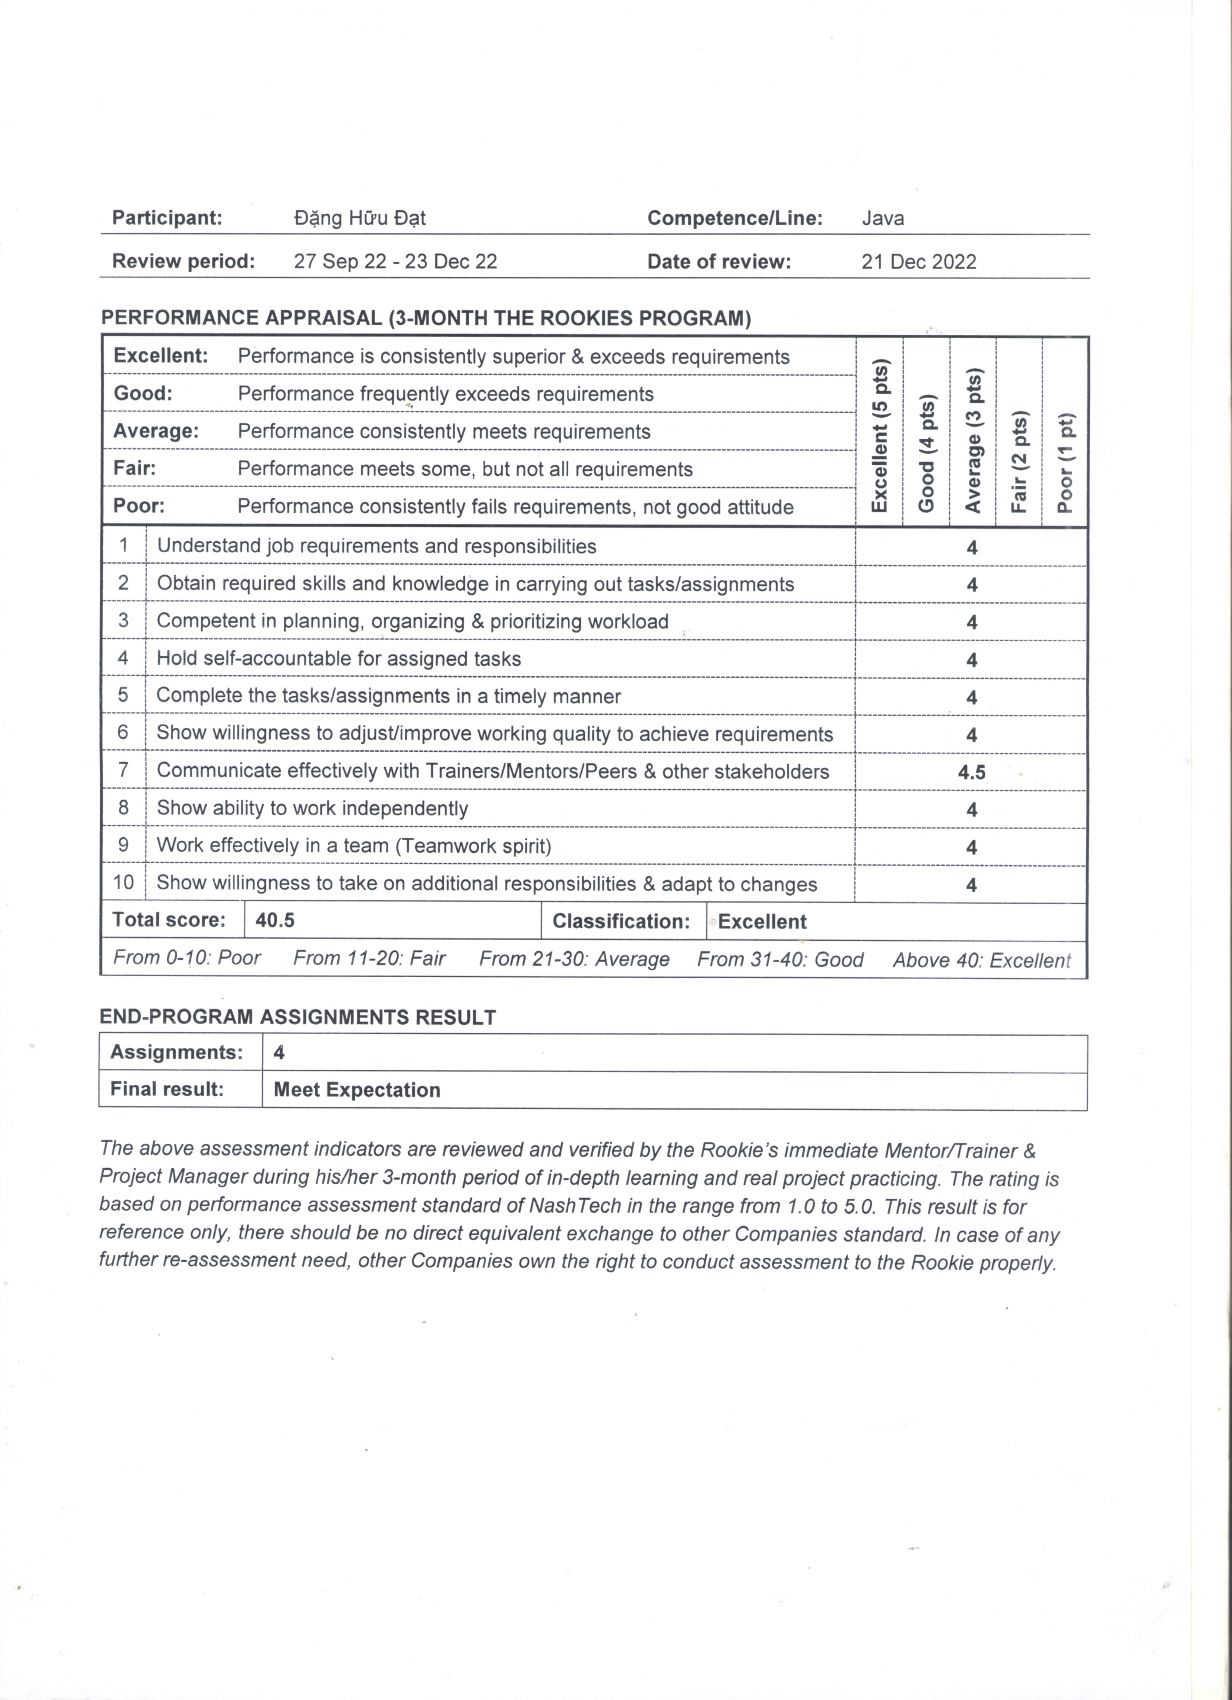 Participant: Đặng Hữu Đạt Competence/Line: Java
Review period: 27 Sep 22 - 23 Dec 22 Date of review: 21 Dec 2022
PERFORMANCE APPRAISAL (3-MONTH THE ROOKIES PROGRAM)
Excellent: Performance is consistently superior & exceeds requirements
Good: Performance frequently exceeds requirements
Average: Performance consistently meets requirements
Fair: Performance meets some, but not all requirements
Poor: Performance consistently fails requirements, not good attitude
Excellent (5 pts)
Good (4 pts)
Average (3 pts)
Fair (2 pts)
Poor (1 pt)
1 Understand job requirements and responsibilities 4
2 Obtain required skills and knowledge in carrying out tasks/assignments 4
3 Competent in planning, organizing & prioritizing workload 4
4 Hold self-accountable for assigned tasks 4
5 Complete the tasks/assignments in a timely manner 4
6 Show willingness to adjust/improve working quality to achieve requirements 4
7 Communicate effectively with Trainers/Mentors/Peers & other stakeholders 4.5
8 Show ability to work independently 4
9 Work effectively in a team (Teamwork spirit) 4
10 Show willingness to take on additional responsibilities & adapt to changes 4
Total score: 40.5 Classification: Excellent
From 0-10: Poor From 11-20: Fair From 21-30: Average From 31-40: Good Above 40: Excellent
END-PROGRAM ASSIGNMENTS RESULT
Assignments: 4
Final result: Meet Expectation
The above assessment indicators are reviewed and verified by the Rookie's immediate Mentor/Trainer &
Project Manager during his/her 3-month period of in-depth learning and real project practicing. The rating is
based on performance assessment standard of NashTech in the range from 1.0 to 5.0. This result is for
reference only, there should be no direct equivalent exchange to other Companies standard. In case of any
further re-assessment need, other Companies own the right to conduct assessment to the Rookie properly.